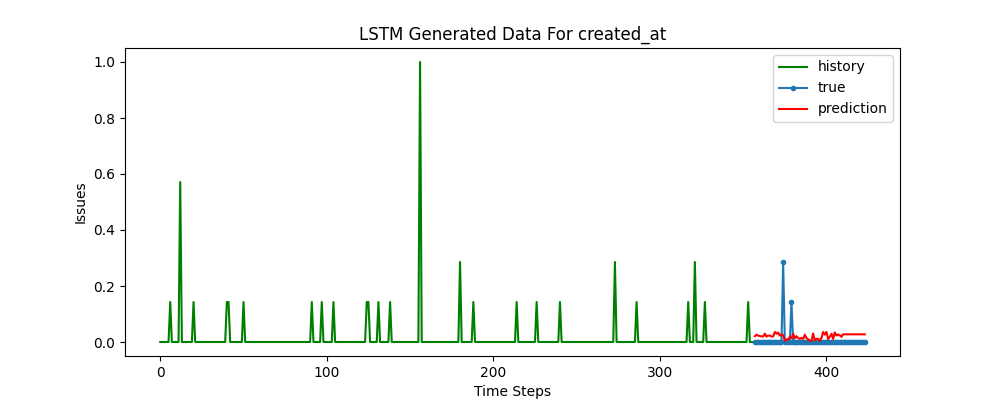 LSTM Generated Data For created_at
history
true
prediction
1.0
0.8
0.6
0.4
0.2
0.0
Issues
0
100
200
300
400
Time Steps